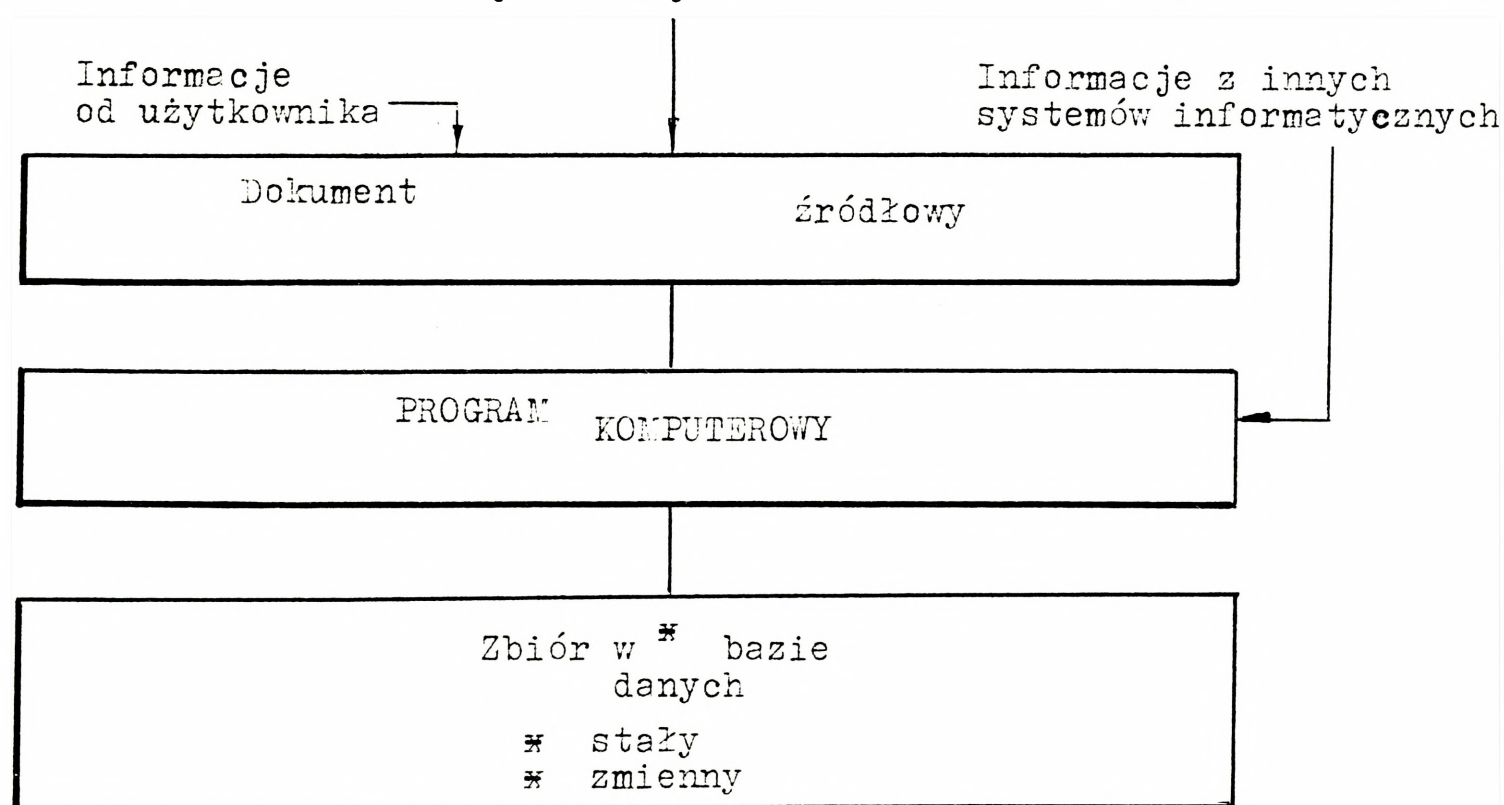 Informacje
od użytkownika
Informacje z innych
systemów informatycznych
Dokument źródłowy
PROGRAM KOMPUTEROWY
Zbiór w * bazie
danych
* stały
* zmienny